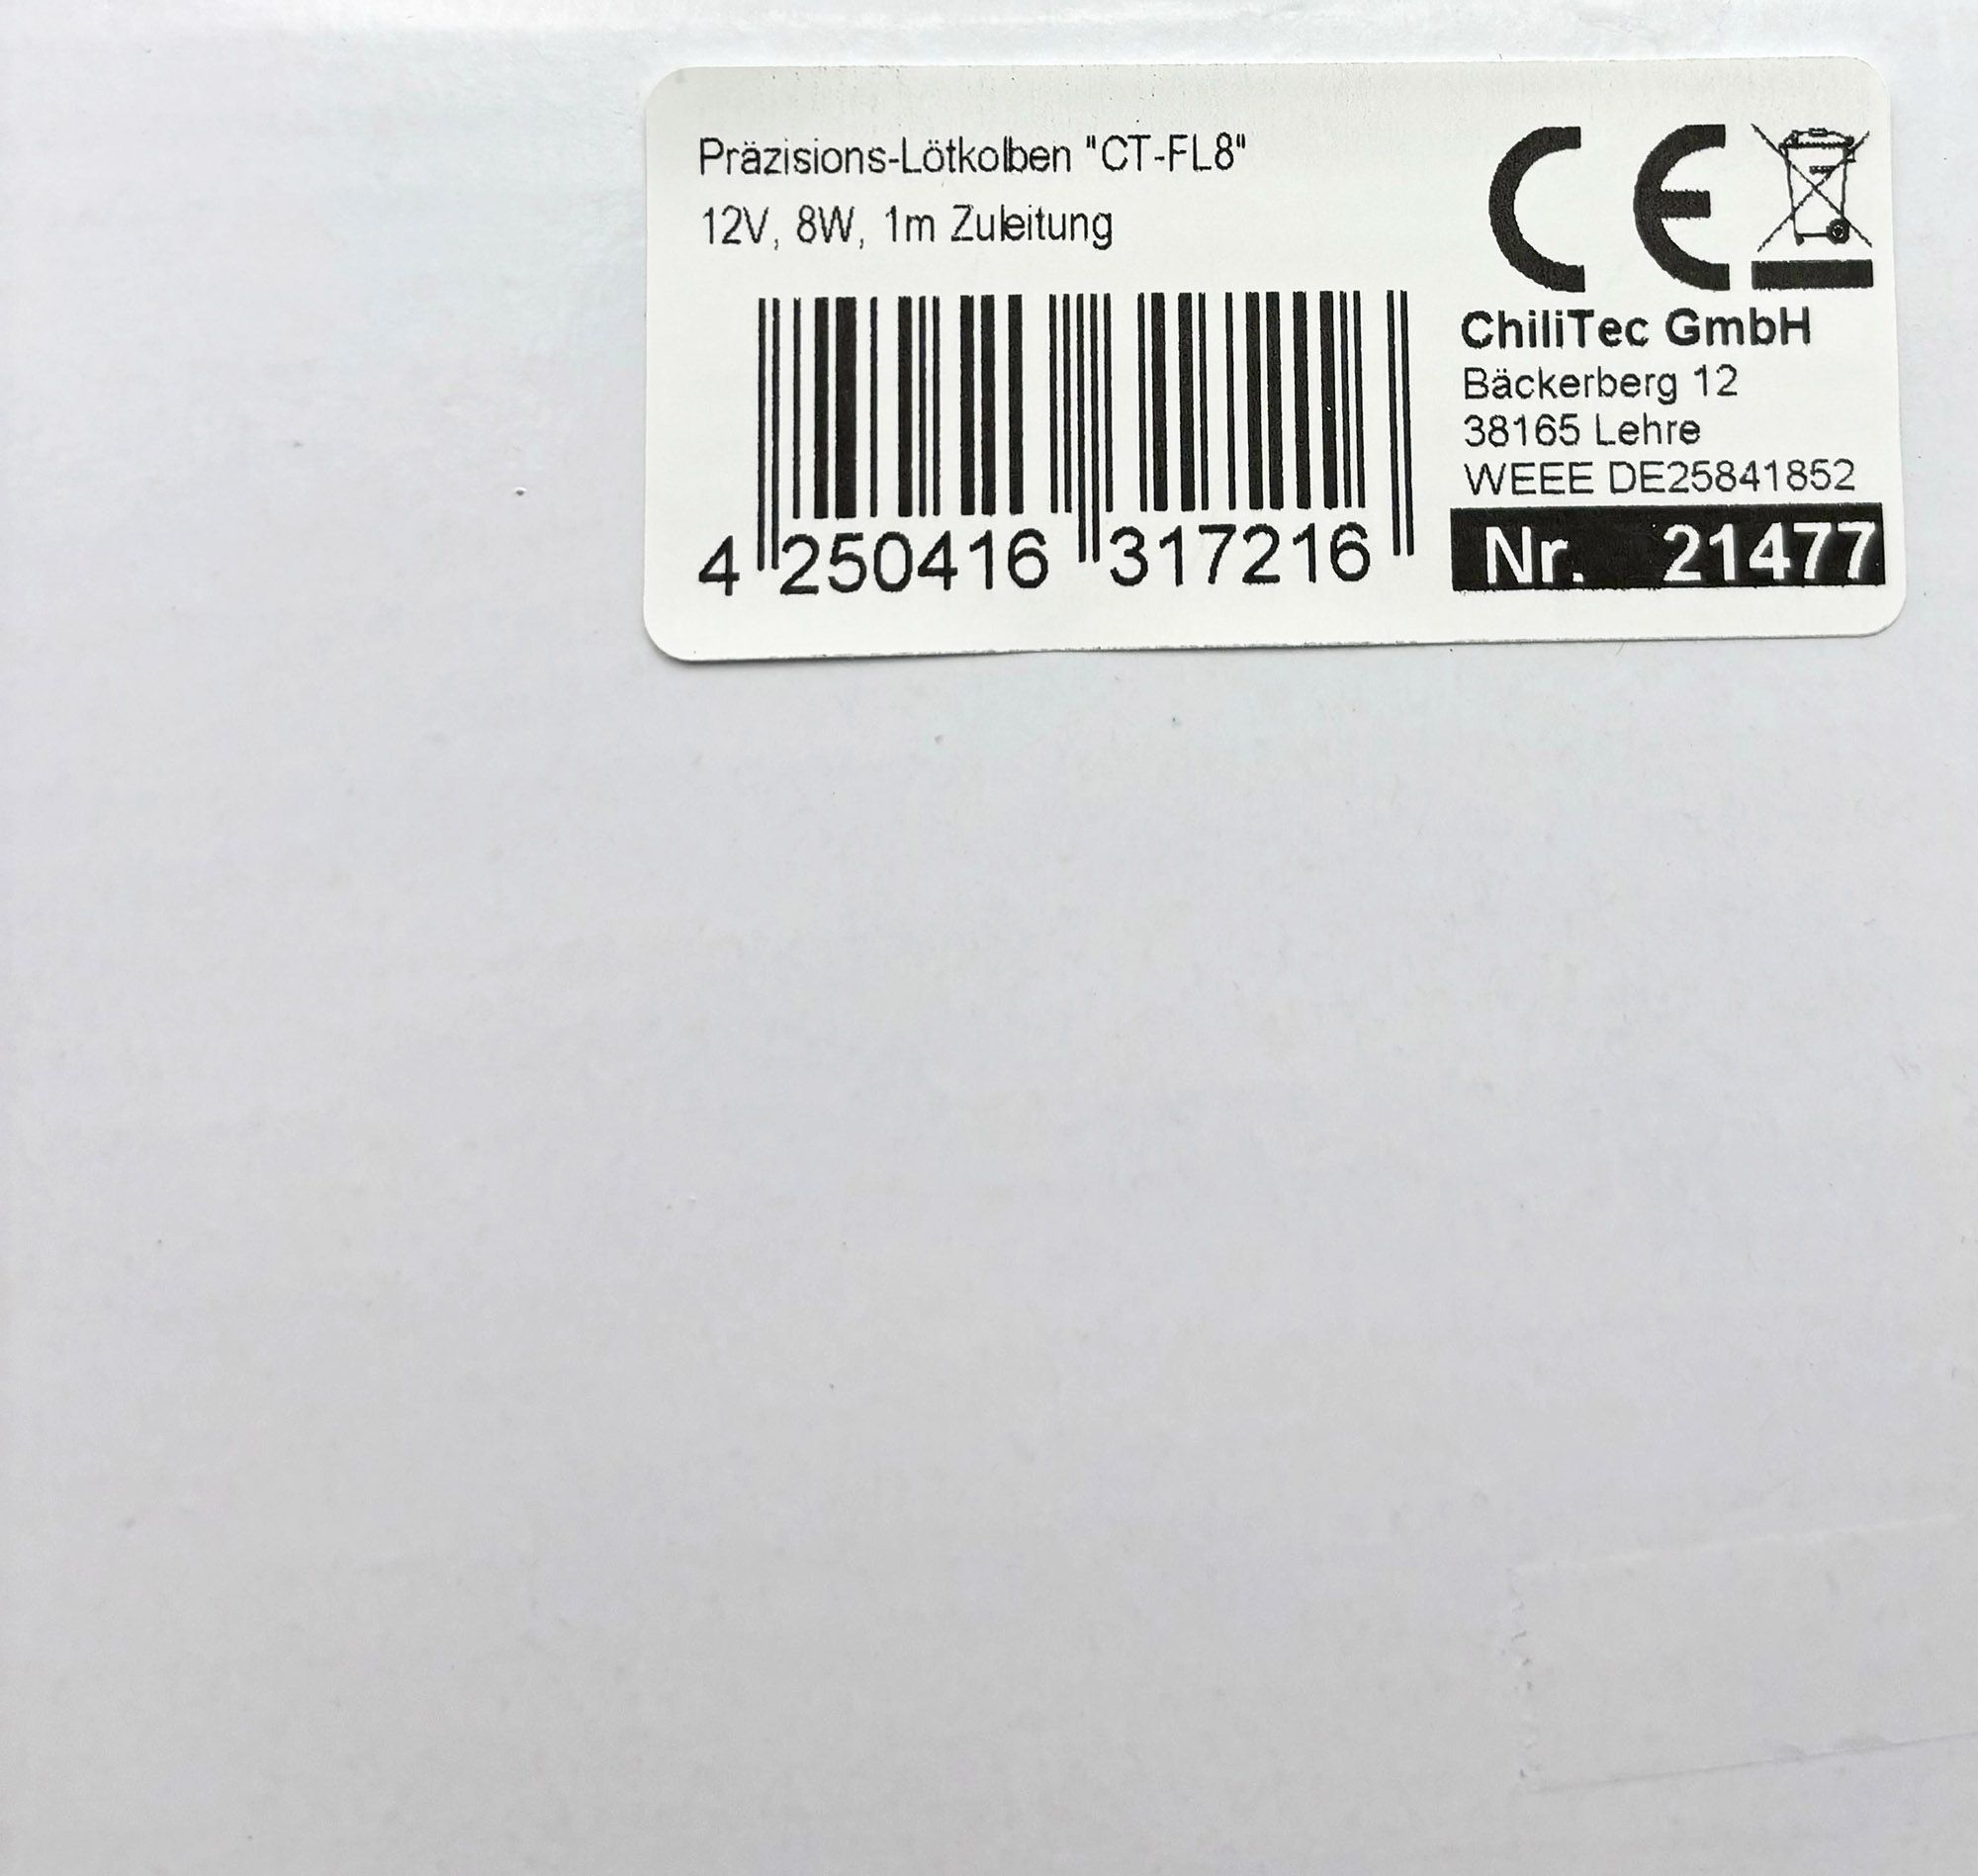 Präzisions-Lötkolben "CT-FL8"
12V, 8W, 1m Zuleitung
4 250416 317216
CE
ChiliTec GmbH
Bäckerberg 12
38165 Lehre
WEEE DE25841852
Nr. 21477